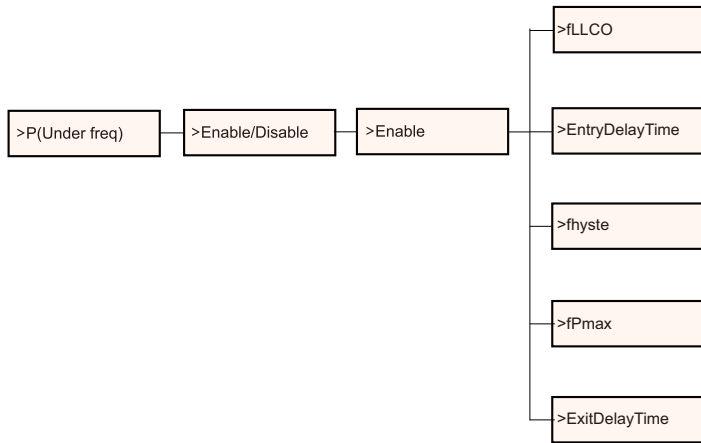 >P(Under freq)
>Enable/Disable
>Enable
>fLLCO
>EntryDelayTime
>fhyste
>fPmax
>ExitDelayTime